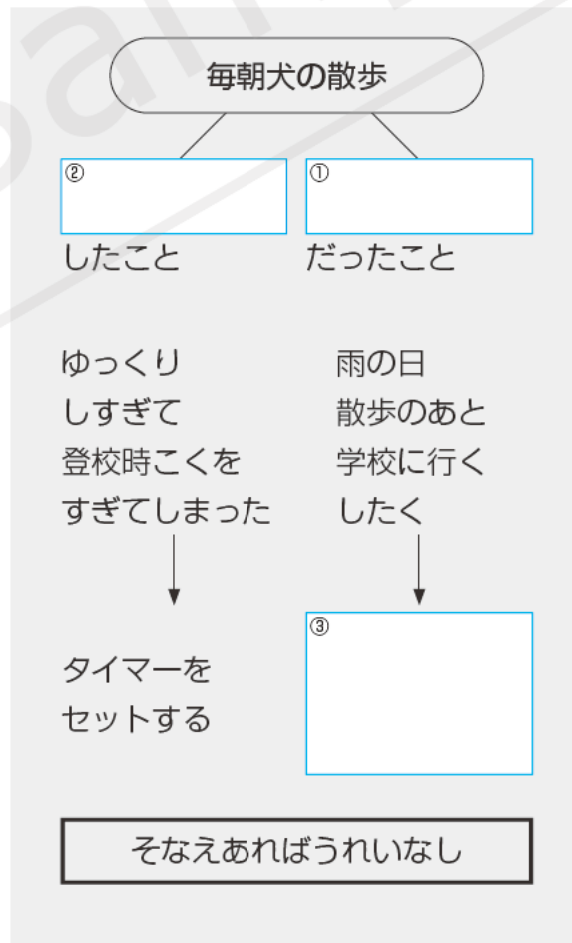 毎朝犬の散歩
①
だったこと
雨の日
散歩のあと
学校に行く
したく
③
②
したこと
ゆっくり
しすぎて
登校時こくを
すぎてしまった
タイマーを
セットする
そなえあればうれいなし